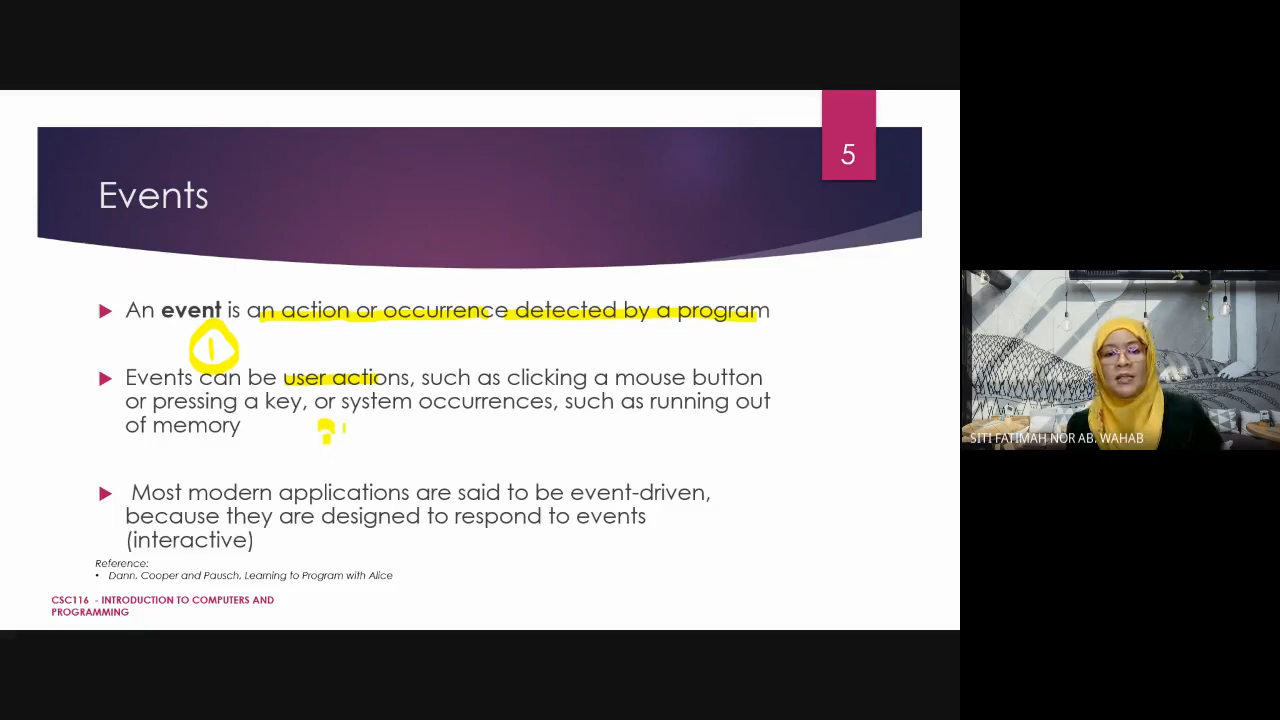 5
Events
An event is an action or occurrence detected by a program
1
Events can be user actions, such as clicking a mouse button
or pressing a key, or system occurrences, such as running out
of memory
Most modern applications are said to be event-driven,
because they are designed to respond to events
(interactive)
Reference:
• Dann, Cooper and Pausch, Learning to Program with Alice
CSC116 - INTRODUCTION TO COMPUTERS AND
PROGRAMMING
SITI FATIMAH NOR AB. WAHAB